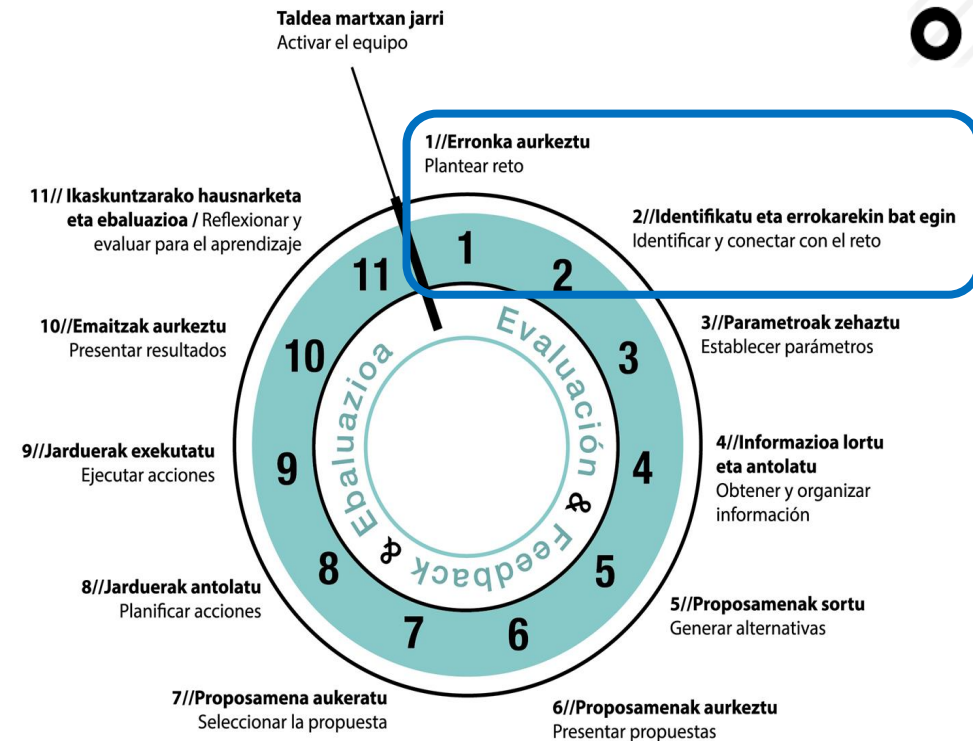 Taldea martxan jarri
Activar el equipo
1//Erronka aurkeztu
Plantear reto
2//Identifikatu eta errokarekin bat egin
Identificar y conectar con el reto
3//Parametroak zehaztu
Establecer parámetros
4//Informazioa lortu
eta antolatu
Obtener y organizar
información
5//Proposamenak sortu
Generar alternativas
6//Proposamenak aurkeztu
Presentar propuestas
7//Proposamena aukeratu
Seleccionar la propuesta
8//Jarduerak antolatu
Planificar acciones
9//Jarduerak exekutatu
Ejecutar acciones
10//Emaitzak aurkeztu
Presentar resultados
11// Ikaskuntzarako hausnarketa
eta ebaluazioa / Reflexionar y
evaluar para el aprendizaje
1
2
3
4
5
6
7
8
9
10
11
Evaluación & Feedback & Ebaluazioa